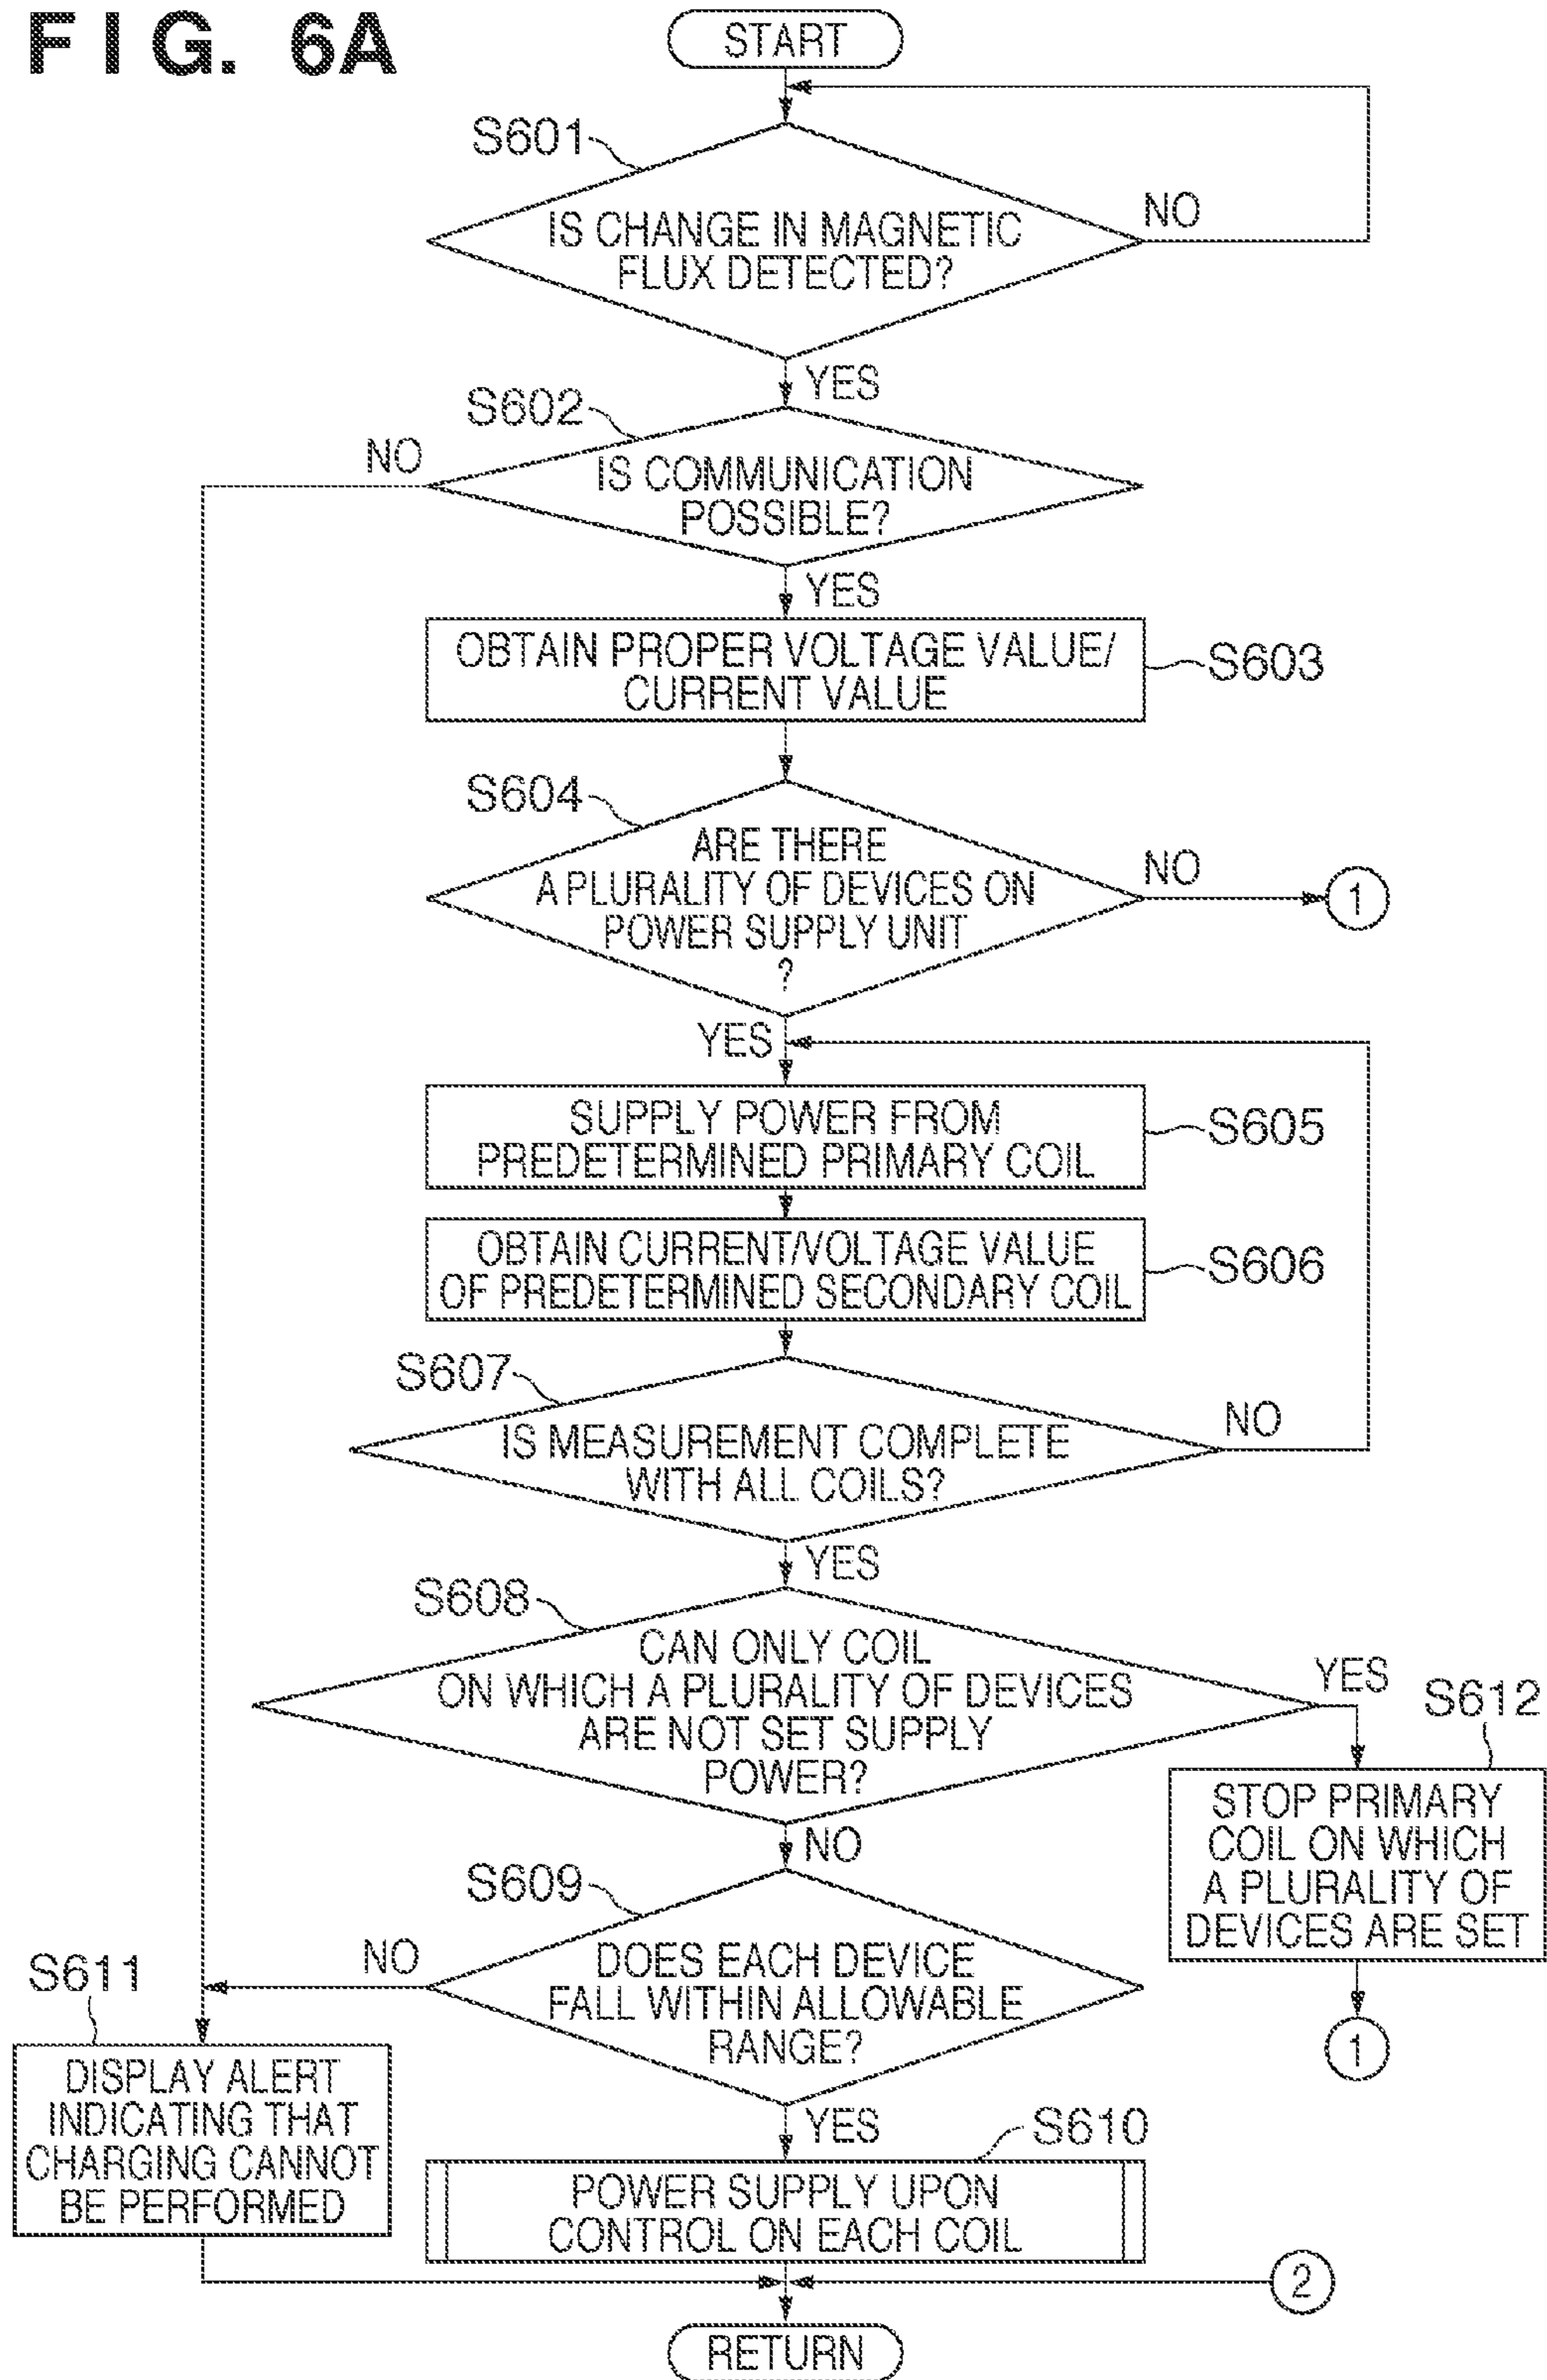 FIG. 6A
START
S601
IS CHANGE IN MAGNETIC
FLUX DETECTED?
NO
YES
S602
NO
IS COMMUNICATION
POSSIBLE?
YES
OBTAIN PROPER VOLTAGE VALUE/
CURRENT VALUE
S603
S604
ARE THERE
A PLURALITY OF DEVICES ON
POWER SUPPLY UNIT
?
NO
1
YES
SUPPLY POWER FROM
PREDETERMINED PRIMARY COIL
S605
OBTAIN CURRENT/VOLTAGE VALUE
OF PREDETERMINED SECONDARY COIL
S606
S607
IS MEASUREMENT COMPLETE
WITH ALL COILS?
NO
YES
S608
CAN ONLY COIL
ON WHICH A PLURALITY OF DEVICES
ARE NOT SET SUPPLY
POWER?
YES
S612
STOP PRIMARY
COIL ON WHICH
A PLURALITY OF
DEVICES ARE SET
1
NO
S609
DOES EACH DEVICE
FALL WITHIN ALLOWABLE
RANGE?
NO
S611
DISPLAY ALERT
INDICATING THAT
CHARGING CANNOT
BE PERFORMED
YES
S610
POWER SUPPLY UPON
CONTROL ON EACH COIL
2
RETURN